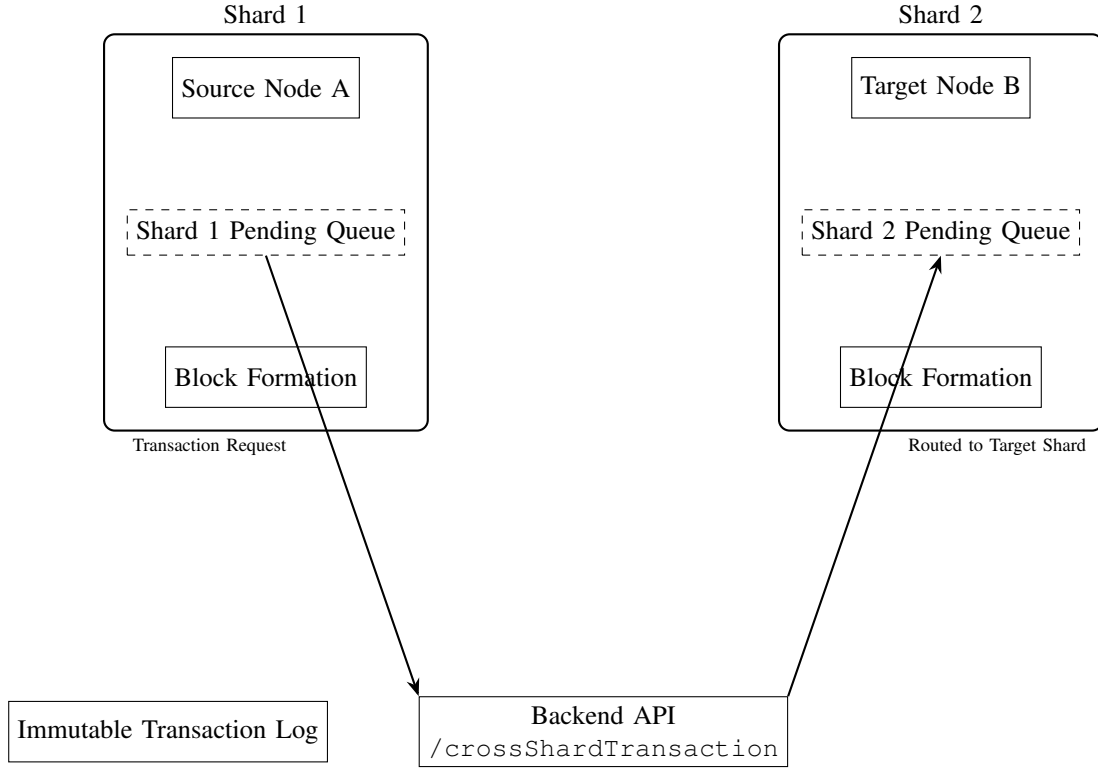 Shard 1
Source Node A
Shard 1 Pending Queue
Block Formation
Transaction Request
Shard 2
Target Node B
Shard 2 Pending Queue
Block Formation
Routed to Target Shard
Immutable Transaction Log
Backend API
/crossShardTransaction